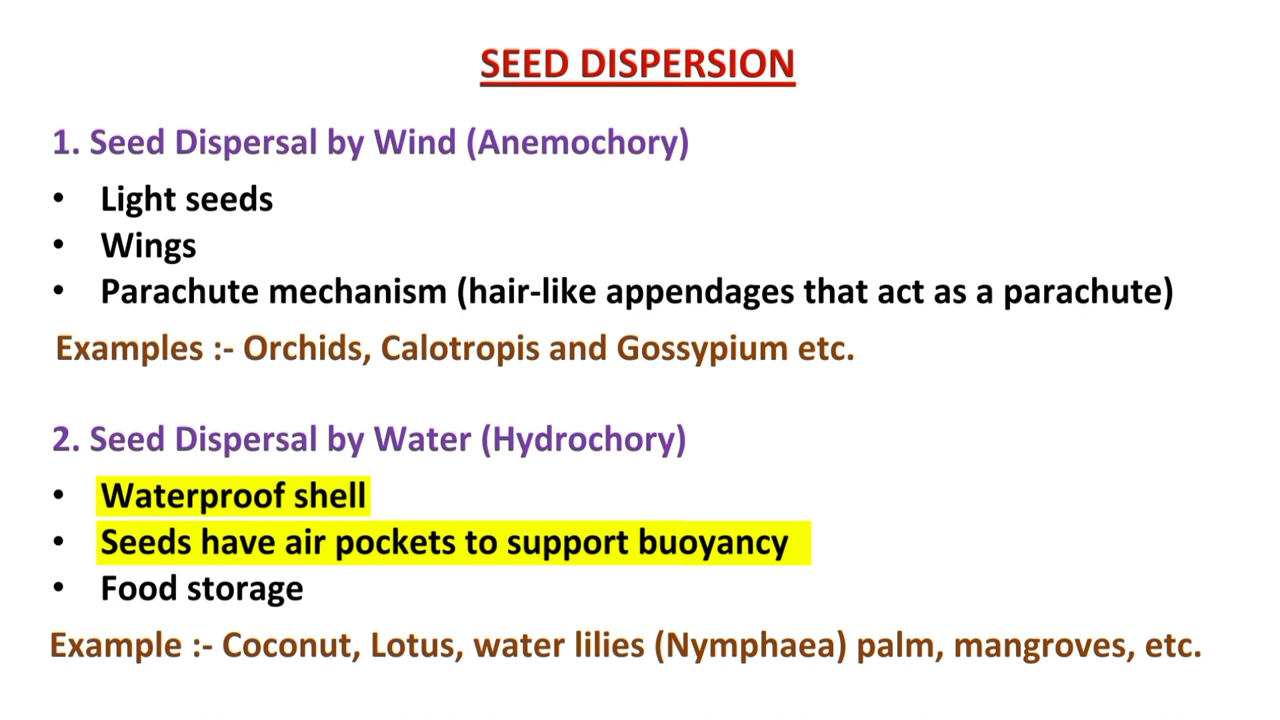 SEED DISPERSION
1. Seed Dispersal by Wind (Anemochory)
• Light seeds
• Wings
• Parachute mechanism (hair-like appendages that act as a parachute)
Examples :- Orchids, Calotropis and Gossypium etc.
2. Seed Dispersal by Water (Hydrochory)
• Waterproof shell
• Seeds have air pockets to support buoyancy
• Food storage
Example :- Coconut, Lotus, water lilies (Nymphaea) palm, mangroves, etc.